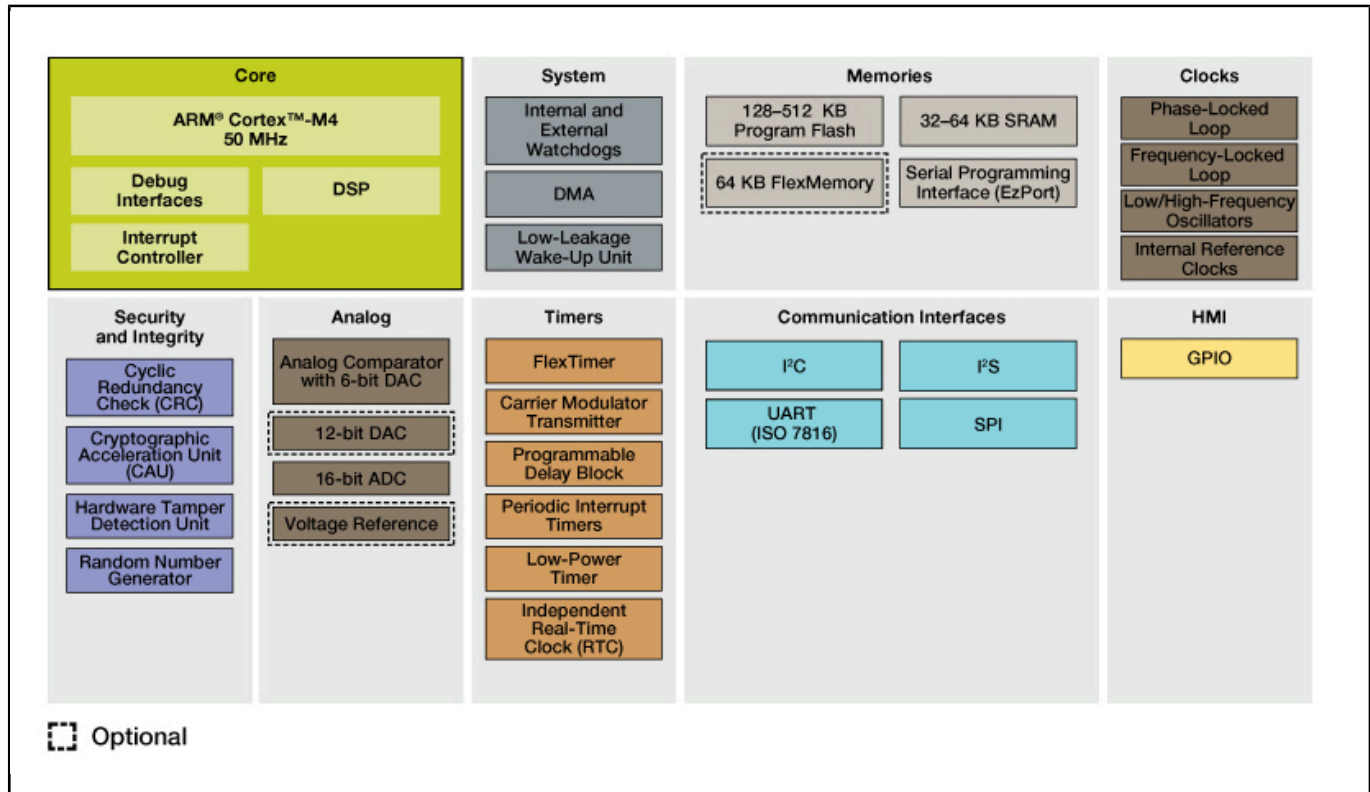 Core
ARM® Cortex™-M4
50 MHz
Debug
Interfaces
DSP
Interrupt
Controller
System
Internal and
External
Watchdogs
DMA
Low-Leakage
Wake-Up Unit
Memories
128–512 KB
Program Flash
32–64 KB SRAM
64 KB FlexMemory
Serial Programming
Interface (EzPort)
Clocks
Phase-Locked
Loop
Frequency-Locked
Loop
Low/High-Frequency
Oscillators
Internal Reference
Clocks
Security
and Integrity
Cyclic
Redundancy
Check (CRC)
Cryptographic
Acceleration Unit
(CAU)
Hardware Tamper
Detection Unit
Random Number
Generator
Analog
Analog Comparator
with 6-bit DAC
12-bit DAC
16-bit ADC
Voltage Reference
Timers
FlexTimer
Carrier Modulator
Transmitter
Programmable
Delay Block
Periodic Interrupt
Timers
Low-Power
Timer
Independent
Real-Time
Clock (RTC)
Communication Interfaces
I²C
I²S
UART
(ISO 7816)
SPI
HMI
GPIO
Optional